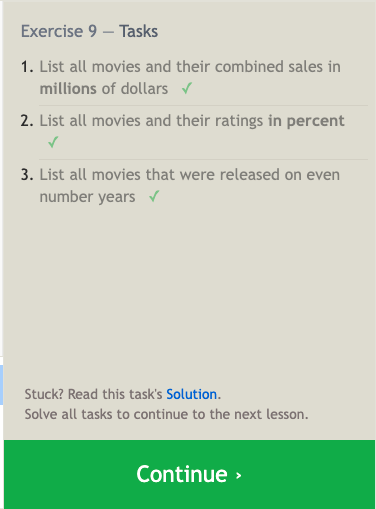 Exercise 9 — Tasks
1. List all movies and their combined sales in
millions of dollars ✓
2. List all movies and their ratings in percent
✓
3. List all movies that were released on even
number years ✓
Stuck? Read this task's Solution.
Solve all tasks to continue to the next lesson.
Continue ›